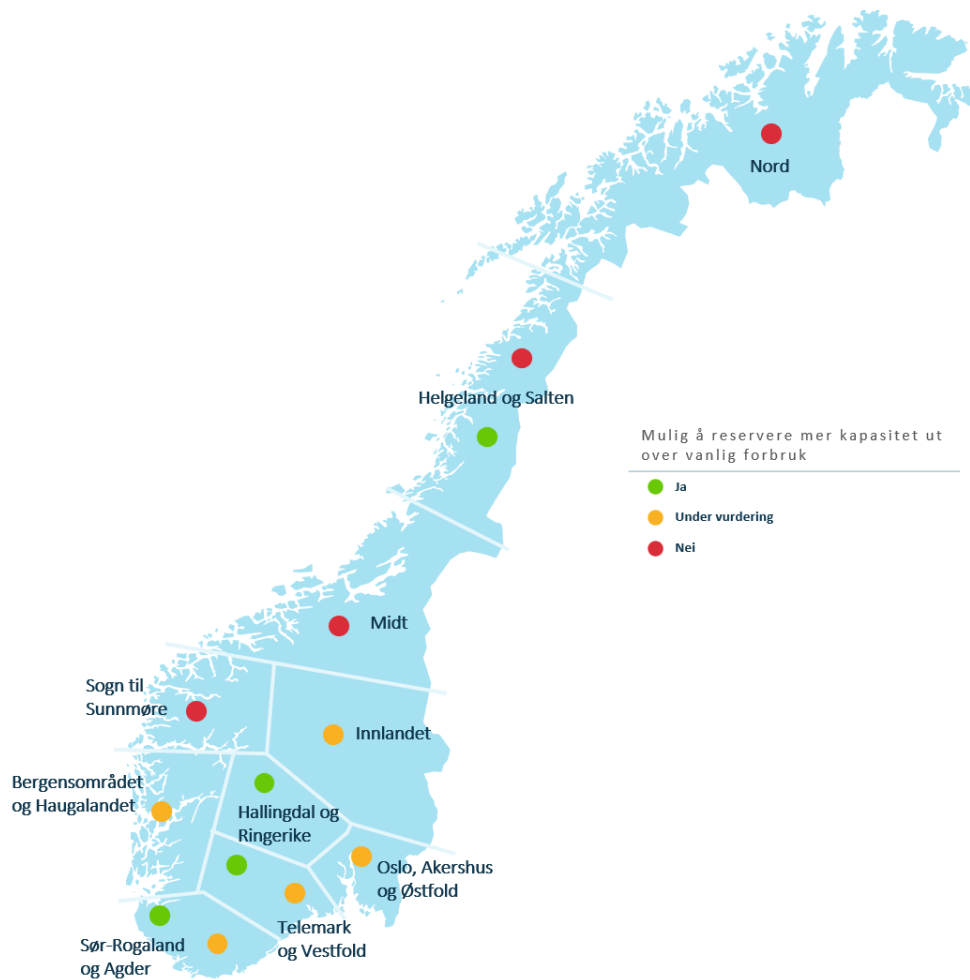 Nord
Helgeland og Salten
Mulig å reservere mer kapasitet ut
over vanlig forbruk
Ja
Under vurdering
Nei
Midt
Sogn til
Sunnmøre
Innlandet
Bergensområdet
og Haugalandet
Hallingdal og
Ringerike
Oslo, Akershus
og Østfold
Telemark
og Vestfold
Sør-Rogaland
og Agder